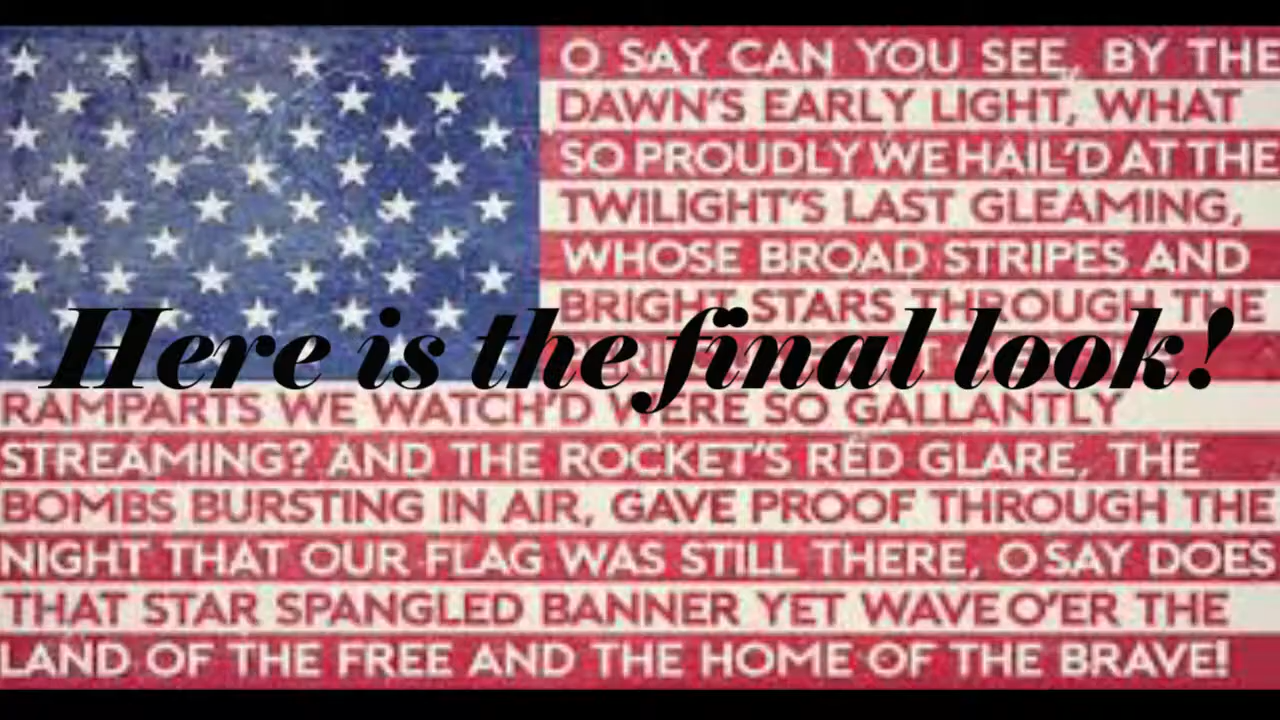 O SAY CAN YOU SEE, BY THE
DAWN'S EARLY LIGHT, WHAT
SO PROUDLY WE HAIL'D AT THE
TWILIGHT'S LAST GLEAMING,
WHOSE BROAD STRIPES AND
BRIGHT STARS THROUGH THE
Here is the final look!
RAMPARTS WE WATCH'D WERE SO GALLANTLY
STREAMING? AND THE ROCKET'S RED GLARE, THE
BOMBS BURSTING IN AIR, GAVE PROOF THROUGH THE
NIGHT THAT OUR FLAG WAS STILL THERE, O SAY DOES
THAT STAR SPANGLED BANNER YET WAVE O'ER THE
LAND OF THE FREE AND THE HOME OF THE BRAVE!